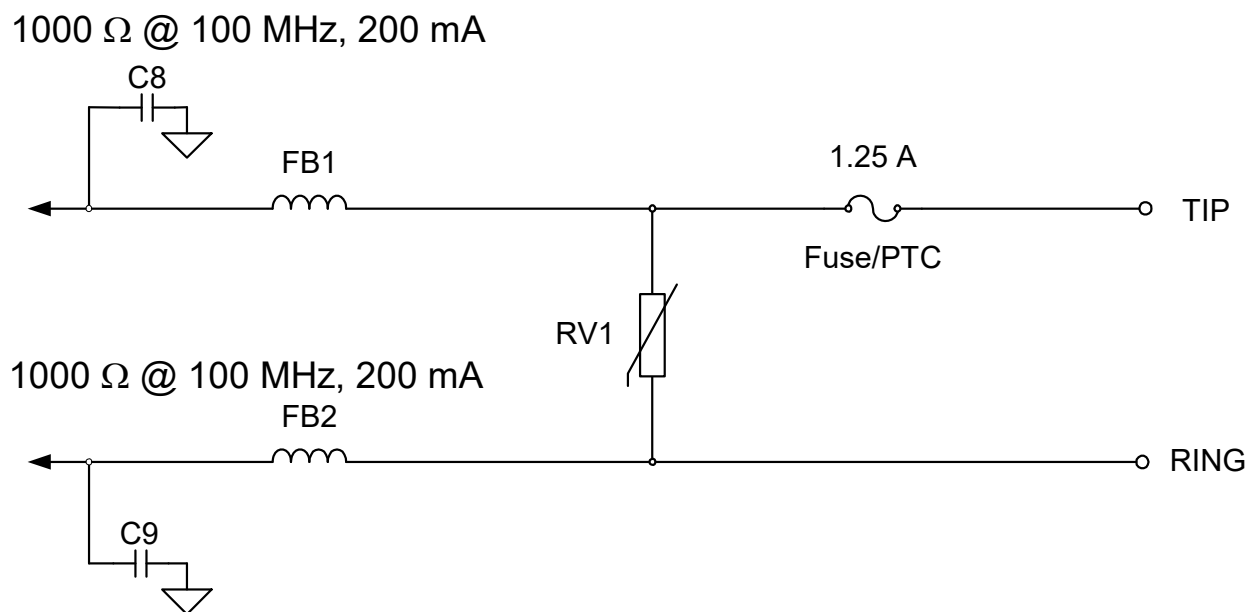 1000 Ω @ 100 MHz, 200 mA
C8
FB1
1.25 A
TIP
Fuse/PTC
RV1
1000 Ω @ 100 MHz, 200 mA
FB2
RING
C9